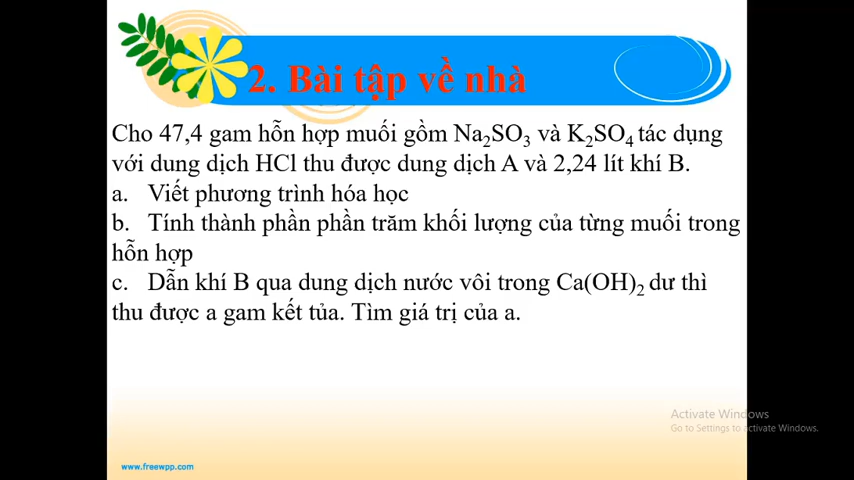 2. Bài tập về nhà
Cho 47,4 gam hỗn hợp muối gồm Na₂SO₃ và K₂SO₄ tác dụng
với dung dịch HCl thu được dung dịch A và 2,24 lít khí B.
a. Viết phương trình hóa học
b. Tính thành phần phần trăm khối lượng của từng muối trong
hỗn hợp
c. Dẫn khí B qua dung dịch nước vôi trong Ca(OH)₂ dư thì
thu được a gam kết tủa. Tìm giá trị của a.
Activate Windows
Go to Settings to activate Windows.
www.freewpp.com